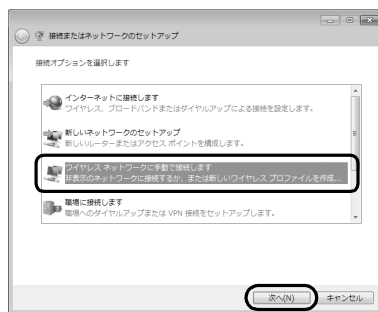 接続またはネットワークのセットアップ
接続オプションを選択します
インターネットに接続します
ワイヤレス、ブロードバンドまたはダイヤルアップによる接続を設定します。
新しいネットワークのセットアップ
新しいルーターまたはアクセス ポイントを構成します。
ワイヤレス ネットワークに手動で接続します
非表示のネットワークに接続するか、または新しいワイヤレス プロファイルを作成...
職場に接続します
職場へのダイヤルアップまたは VPN 接続をセットアップします。
次へ(N)
キャンセル